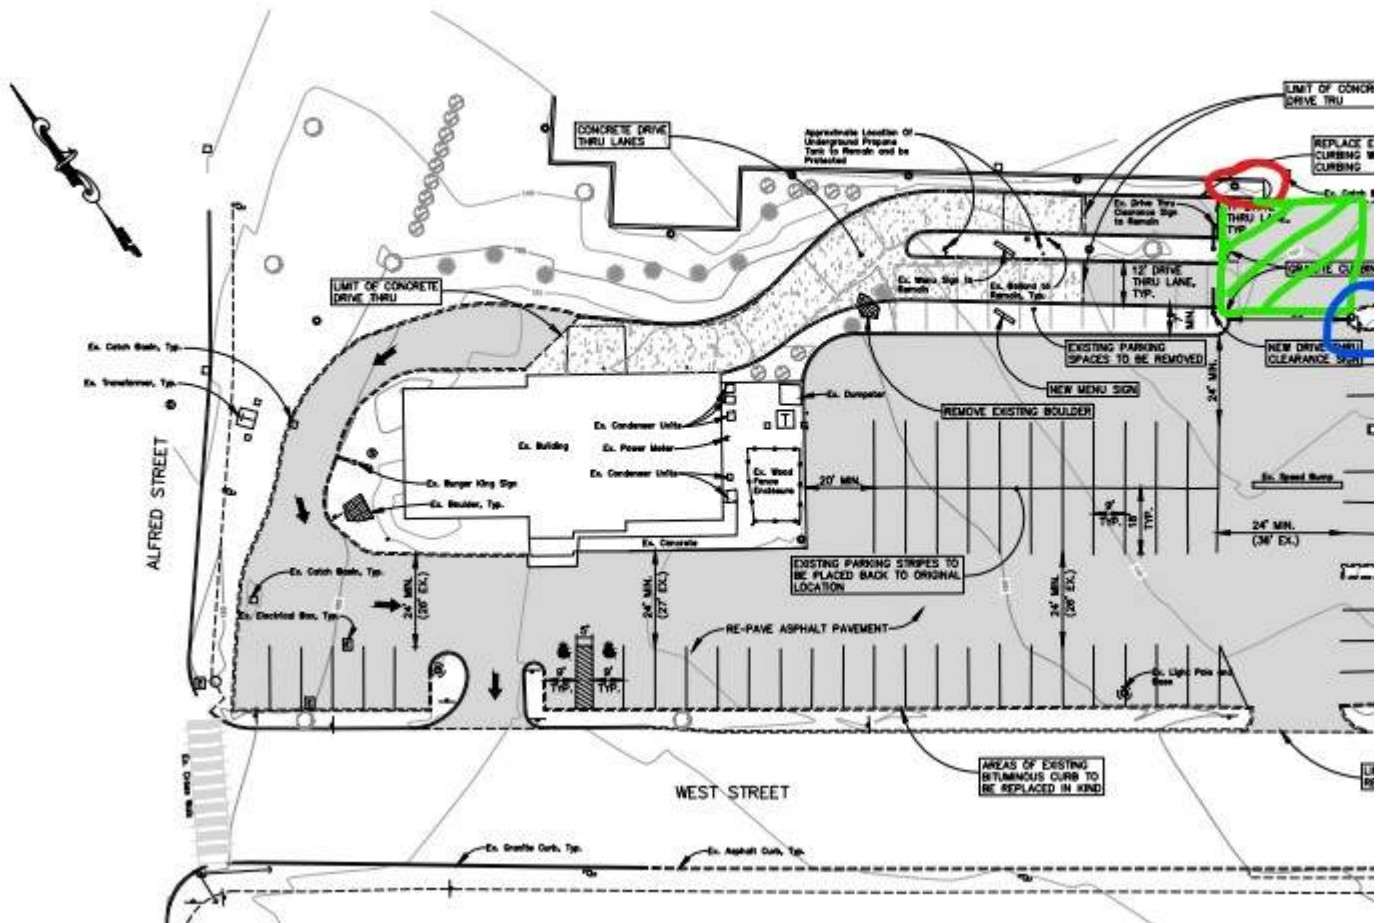 LIMIT OF
DRIVE TRU
CONCRETE DRIVE
THRU LANES
Approximate Location Of
Underground Propane
Tank to Remain and be
Protected
REPLACE
CURBING
CURBING
Ex. Drive Thru
Clearance Sign
to Remain
THRU LANE,
TYP.
LIMIT OF CONCRETE
DRIVE THRU
Ex. Menu Sign to
Remain
Ex. Bollard to
Remain, Typ.
12' DRIVE
THRU LANE,
TYP.
MIN.
Ex. Catch Basin, Typ.
Ex. Transformer, Typ.
EXISTING PARKING
SPACES TO BE REMOVED
NEW DRIVE THRU
CLEARANCE SIGN
24' MIN.
NEW MENU SIGN
REMOVE EXISTING BOULDER
Ex. Dumpster
T
Ex. Condenser Units
Ex. Building
Ex. Power Meter
Ex. Condenser Units
Ex. Wood
Fence
Enclosure
Ex. Burger King Sign
Ex. Boulder, Typ.
20' MIN.
9'
TYP.
18'
TYP.
Ex. Speed Bump
24' MIN.
(36' EX.)
ALFRED STREET
Ex. Concrete
EXISTING PARKING STRIPES TO
BE PLACED BACK TO ORIGINAL
LOCATION
Ex. Catch Basin, Typ.
24' MIN.
(26' EX.)
24' MIN.
(27' EX.)
24' MIN.
(26' EX.)
Ex. Electrical Box, Typ.
RE-PAVE ASPHALT PAVEMENT
9'
TYP.
5'
9'
TYP.
Ex. Light Pole and
Base
Ex. Cross Walk
AREAS OF EXISTING
BITUMINOUS CURB TO
BE REPLACED IN KIND
WEST STREET
Ex. Granite Curb, Typ.
Ex. Asphalt Curb, Typ.